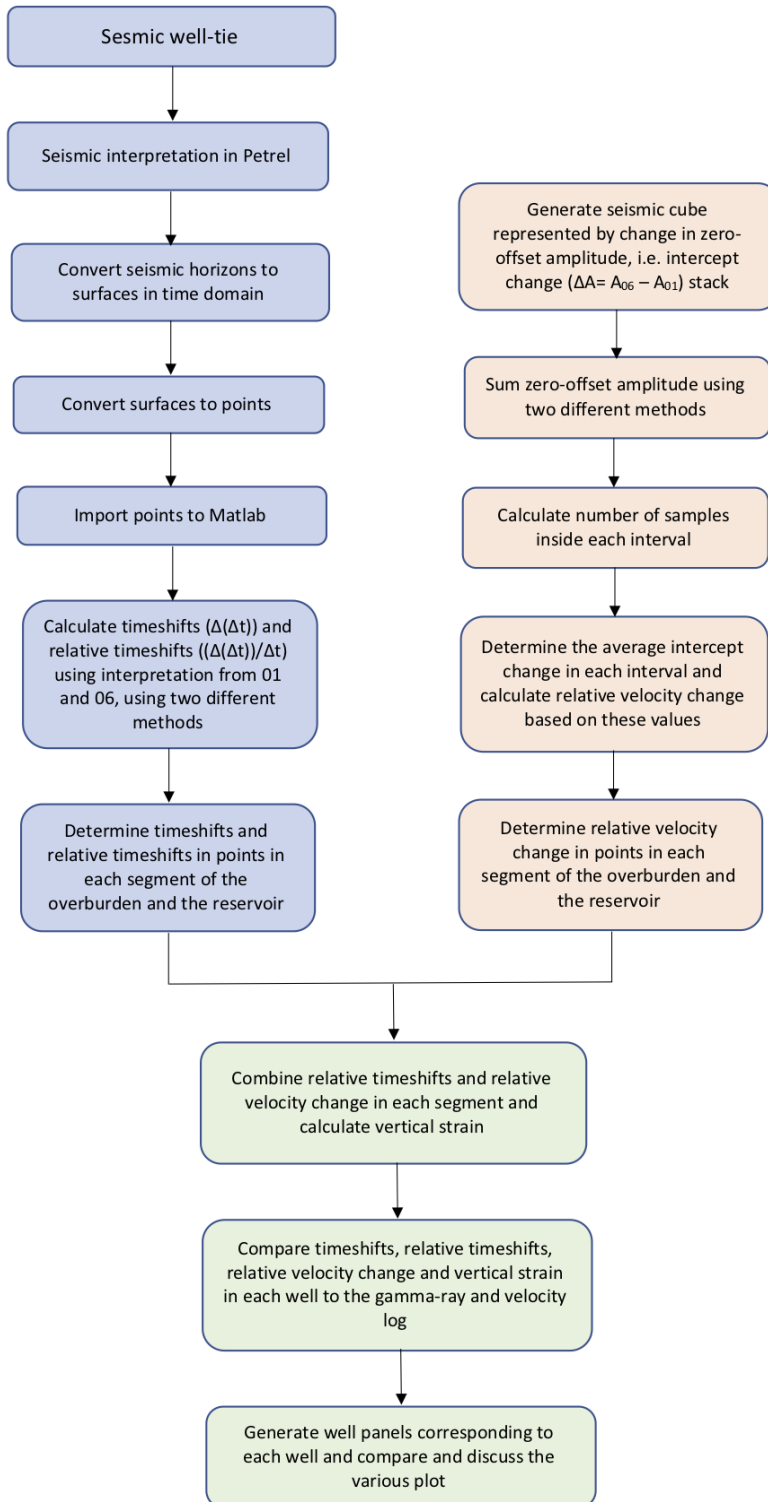 Sesmic well-tie
Seismic interpretation in Petrel
Convert seismic horizons to
surfaces in time domain
Convert surfaces to points
Import points to Matlab
Calculate timeshifts (Δ(Δt)) and
relative timeshifts ((Δ(Δt))/Δt)
using interpretation from 01
and 06, using two different
methods
Determine timeshifts and
relative timeshifts in points in
each segment of the
overburden and the reservoir
Generate seismic cube
represented by change in zero-
offset amplitude, i.e. intercept
change (ΔA= A₀₆ – A₀₁) stack
Sum zero-offset amplitude using
two different methods
Calculate number of samples
inside each interval
Determine the average intercept
change in each interval and
calculate relative velocity change
based on these values
Determine relative velocity
change in points in each
segment of the overburden and
the reservoir
Combine relative timeshifts and relative
velocity change in each segment and
calculate vertical strain
Compare timeshifts, relative timeshifts,
relative velocity change and vertical strain
in each well to the gamma-ray and velocity
log
Generate well panels corresponding to
each well and compare and discuss the
various plot